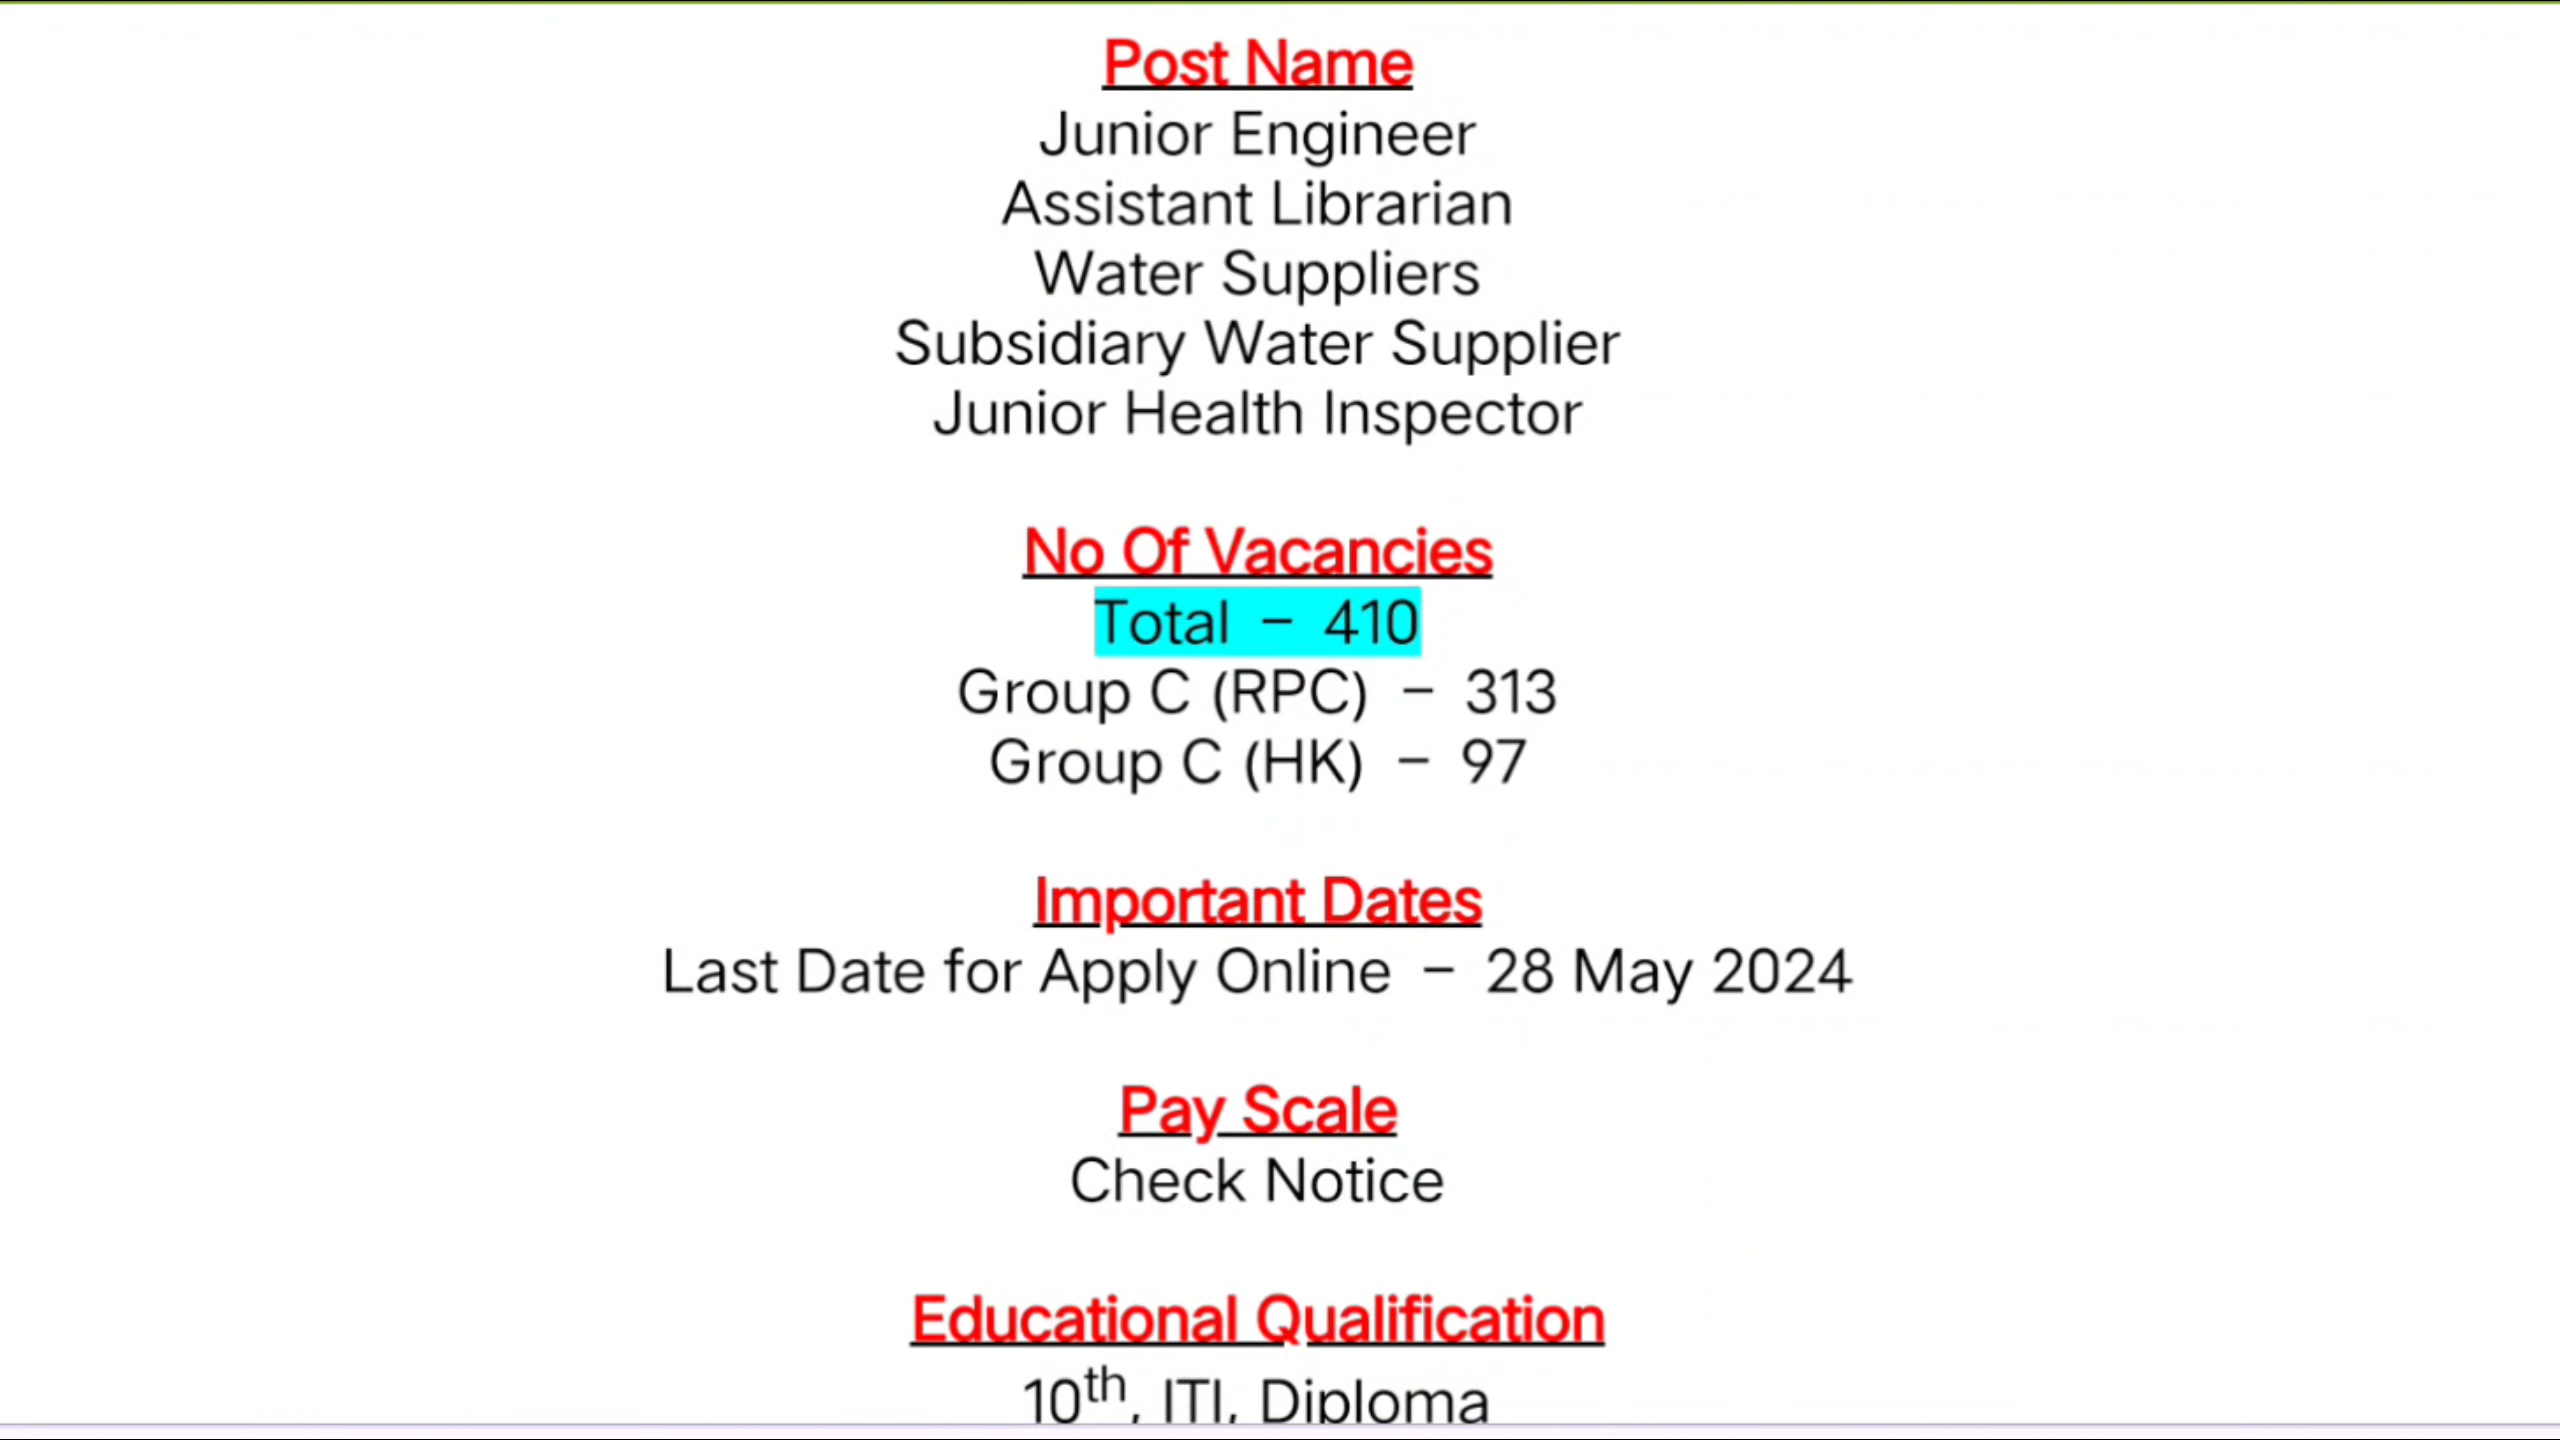 Post Name
Junior Engineer
Assistant Librarian
Water Suppliers
Subsidiary Water Supplier
Junior Health Inspector
No Of Vacancies
Total – 410
Group C (RPC) – 313
Group C (HK) – 97
Important Dates
Last Date for Apply Online – 28 May 2024
Pay Scale
Check Notice
Educational Qualification
10th, ITI, Diploma